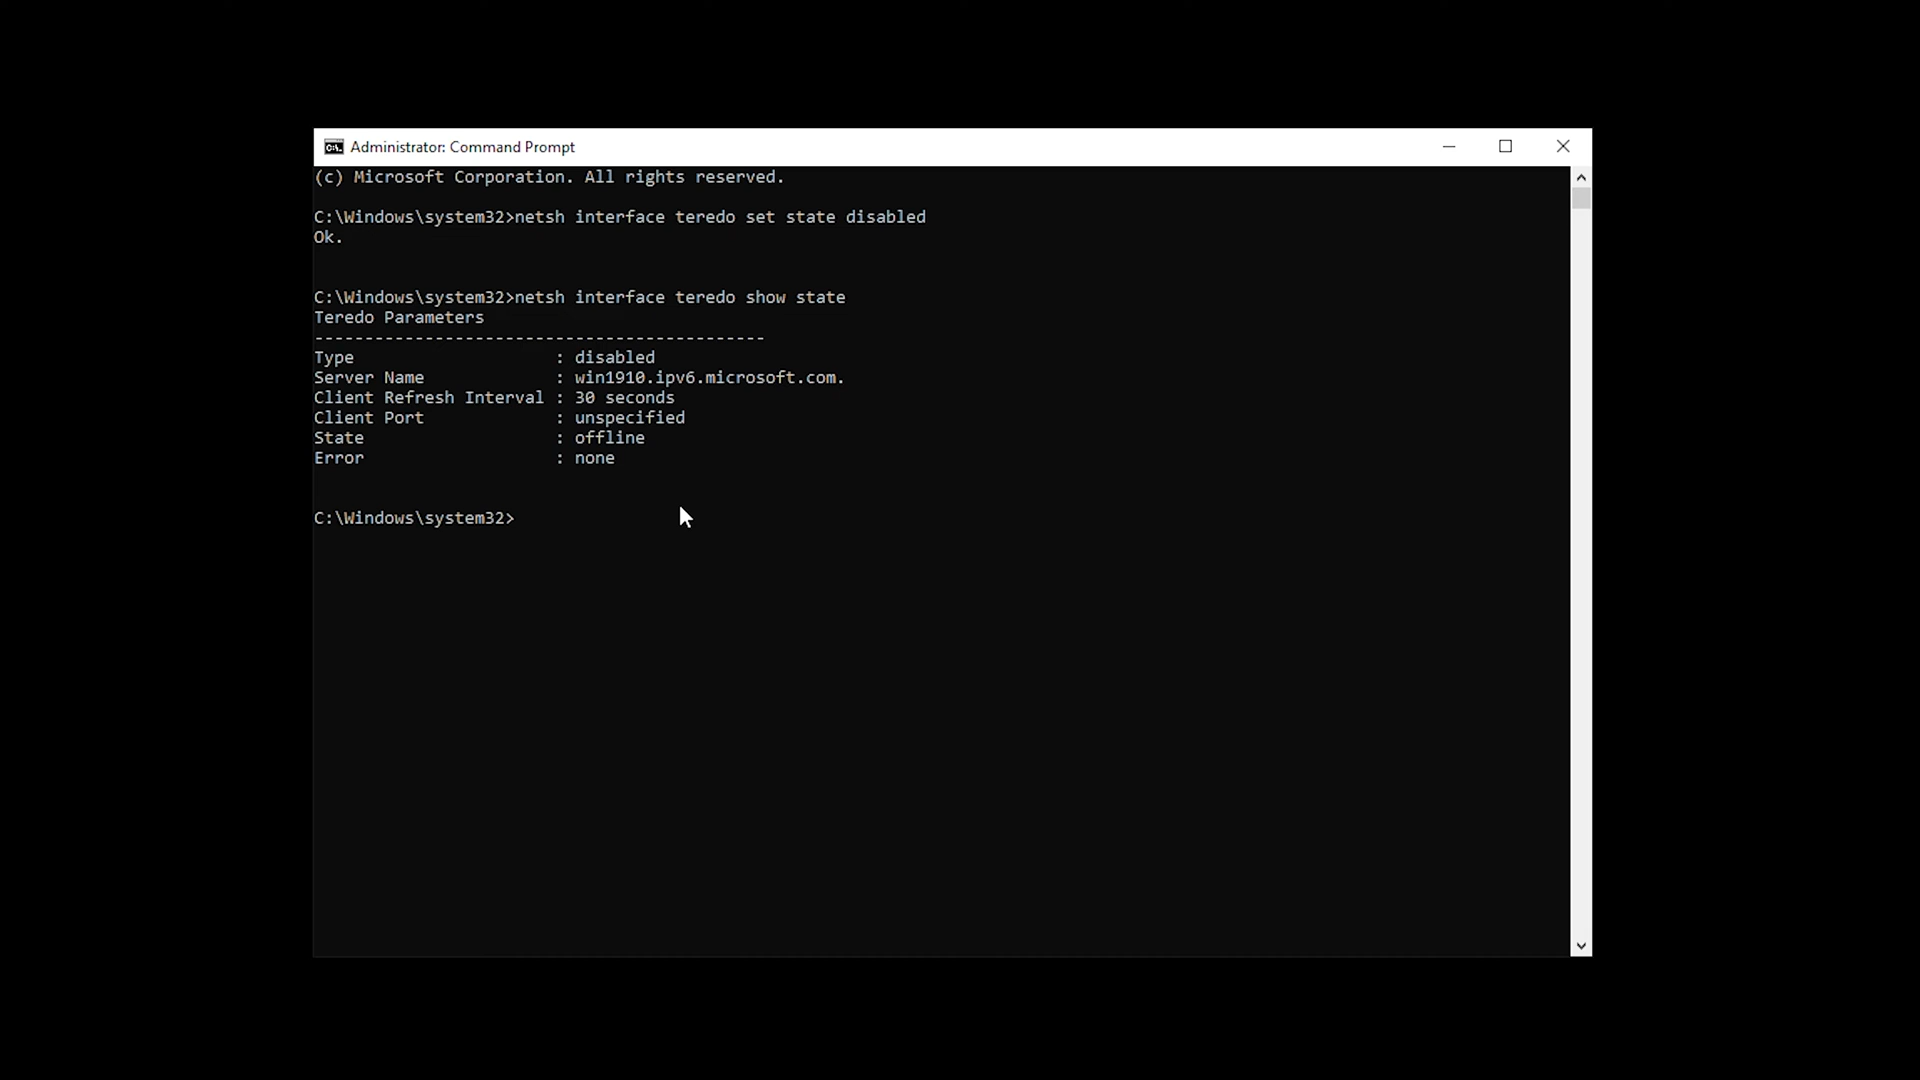 Administrator: Command Prompt
(c) Microsoft Corporation. All rights reserved.
C:\Windows\system32>netsh interface teredo set state disabled
Ok.
C:\Windows\system32>netsh interface teredo show state
Teredo Parameters
---------------------------------------------
Type                    : disabled
Server Name             : win1910.ipv6.microsoft.com.
Client Refresh Interval : 30 seconds
Client Port             : unspecified
State                   : offline
Error                   : none
C:\Windows\system32>